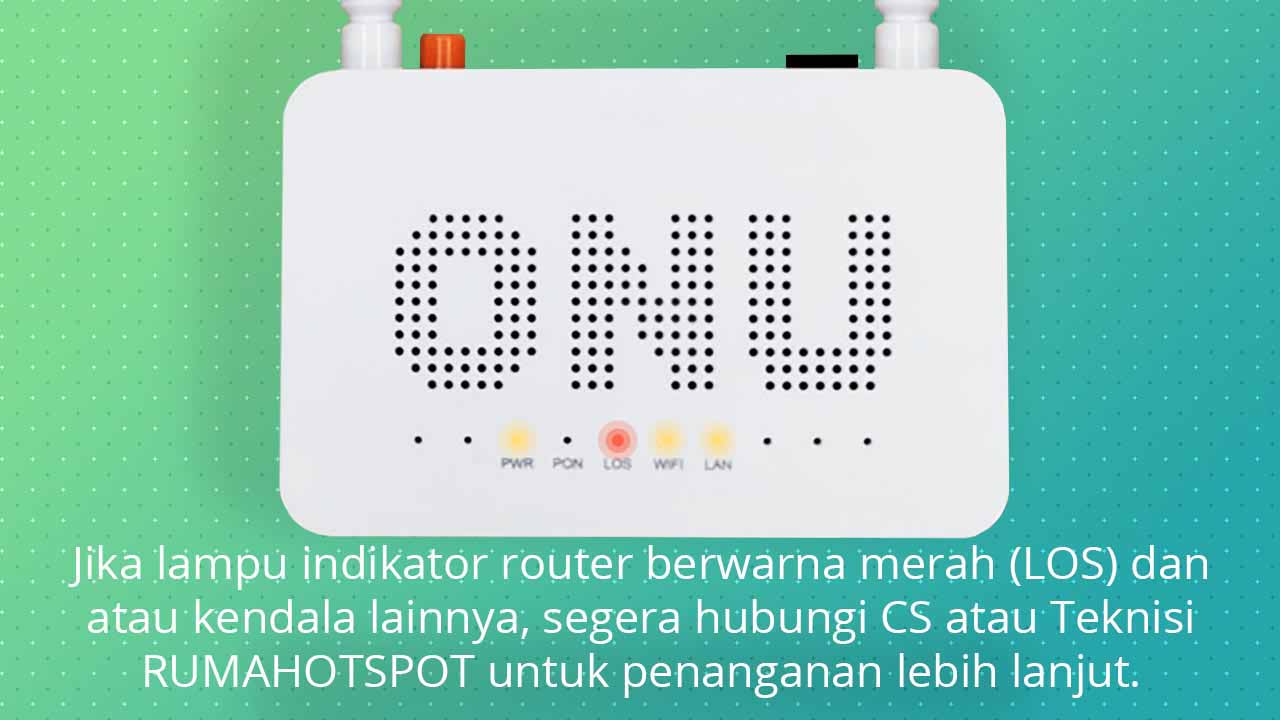 ONU
PWR PON LOS WIFI LAN
Jika lampu indikator router berwarna merah (LOS) dan
atau kendala lainnya, segera hubungi CS atau Teknisi
RUMAHOTSPOT untuk penanganan lebih lanjut.